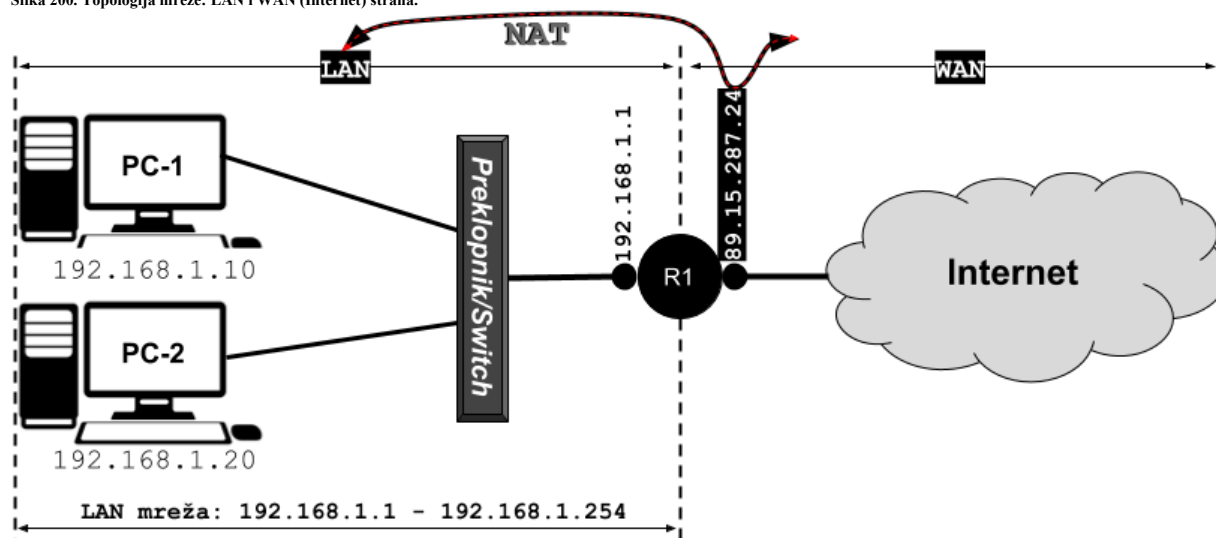 Slika 200. Topologija mreže: LAN i WAN (Internet) strana.
NAT
LAN
WAN
192.168.1.1
89.15.287.24
PC-1
Preklopnik/Switch
R1
Internet
192.168.1.10
PC-2
192.168.1.20
LAN mreža: 192.168.1.1 - 192.168.1.254